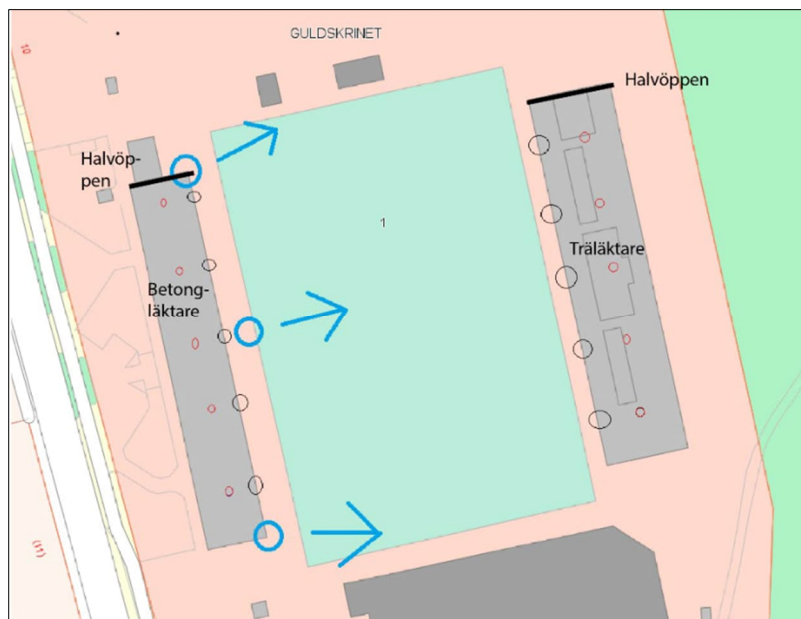 GULDSKRINET
10
Halvöppen
Halvöp-
pen
1
Träläktare
Betong-
läktare
(11)